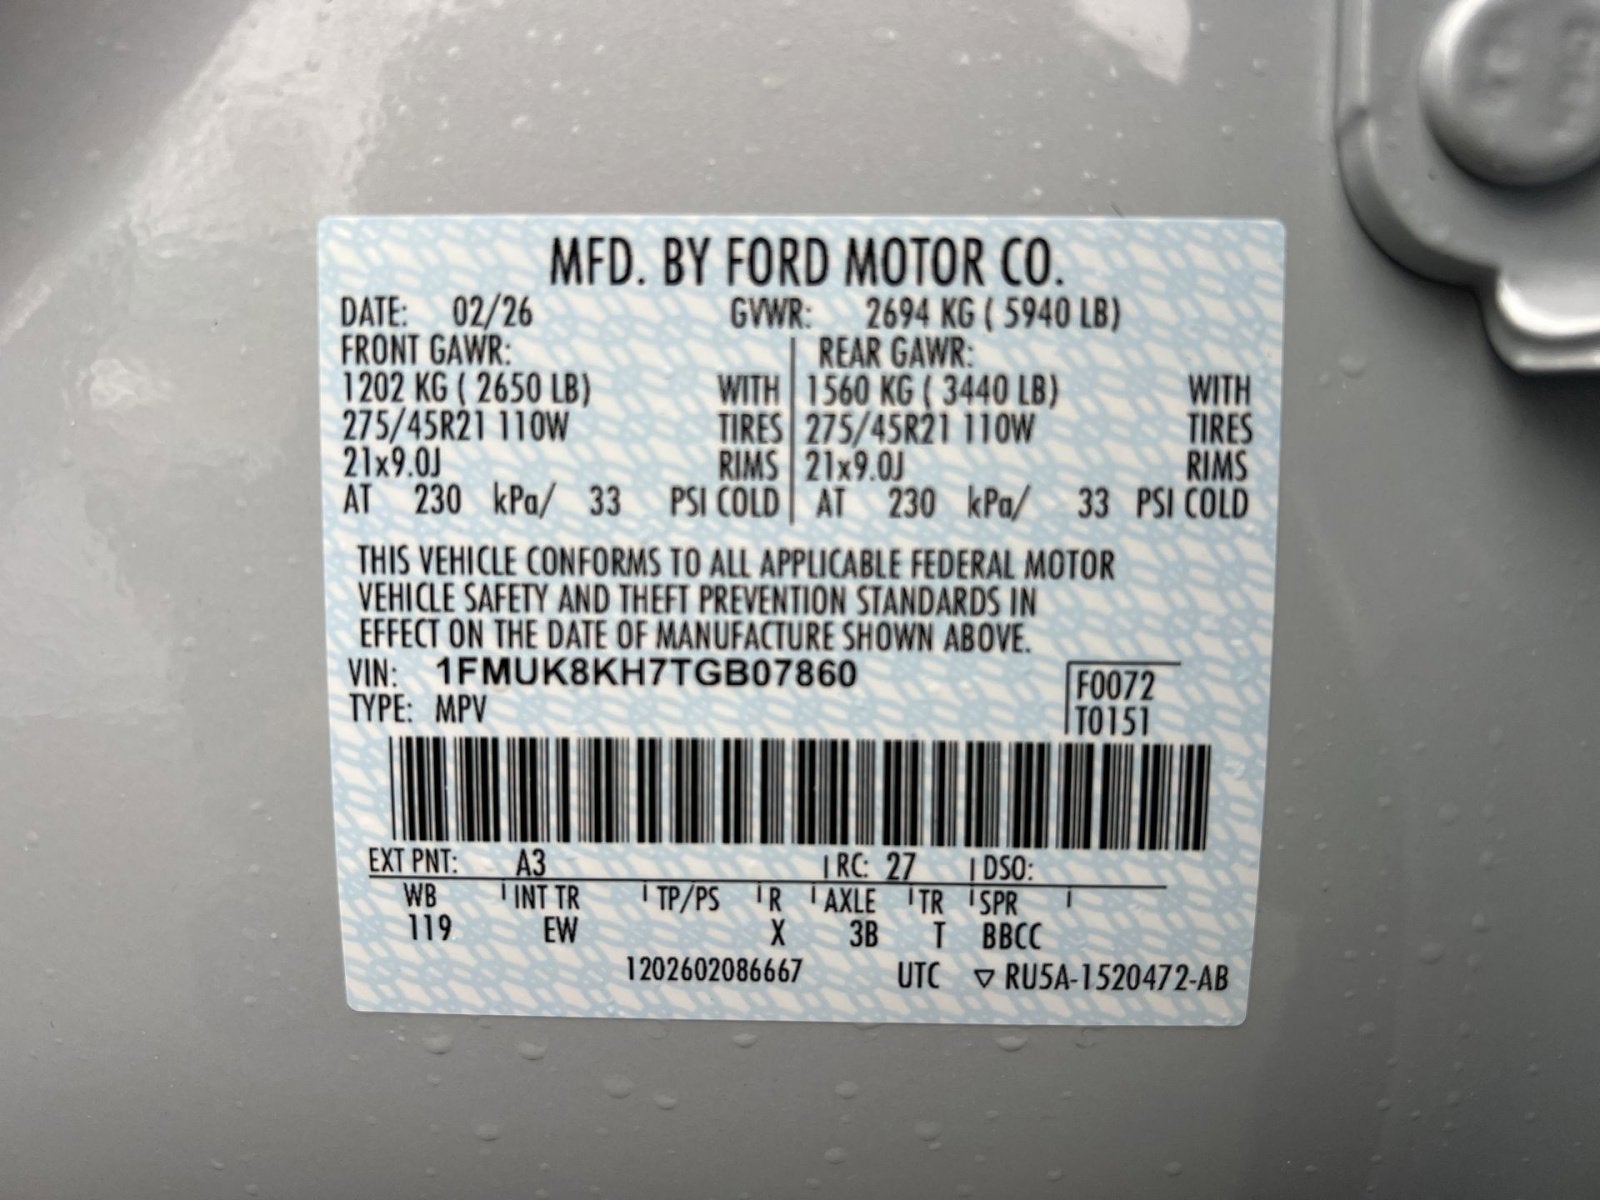 MFD. BY FORD MOTOR CO.
DATE: 02/26 GVWR: 2694 KG ( 5940 LB)
FRONT GAWR: REAR GAWR:
1202 KG ( 2650 LB) WITH 1560 KG ( 3440 LB) WITH
275/45R21 110W TIRES 275/45R21 110W TIRES
21x9.0J RIMS 21x9.0J RIMS
AT 230 kPa/ 33 PSI COLD AT 230 kPa/ 33 PSI COLD
THIS VEHICLE CONFORMS TO ALL APPLICABLE FEDERAL MOTOR
VEHICLE SAFETY AND THEFT PREVENTION STANDARDS IN
EFFECT ON THE DATE OF MANUFACTURE SHOWN ABOVE.
VIN: 1FMUK8KH7TGB07860
F0072
TYPE: MPV
T0151
EXT PNT: A3 RC: 27 DSO:
WB INT TR TP/PS R AXLE TR SPR
119 EW X 3B T BBCC
1202602086667 UTC ▽ RU5A-1520472-AB